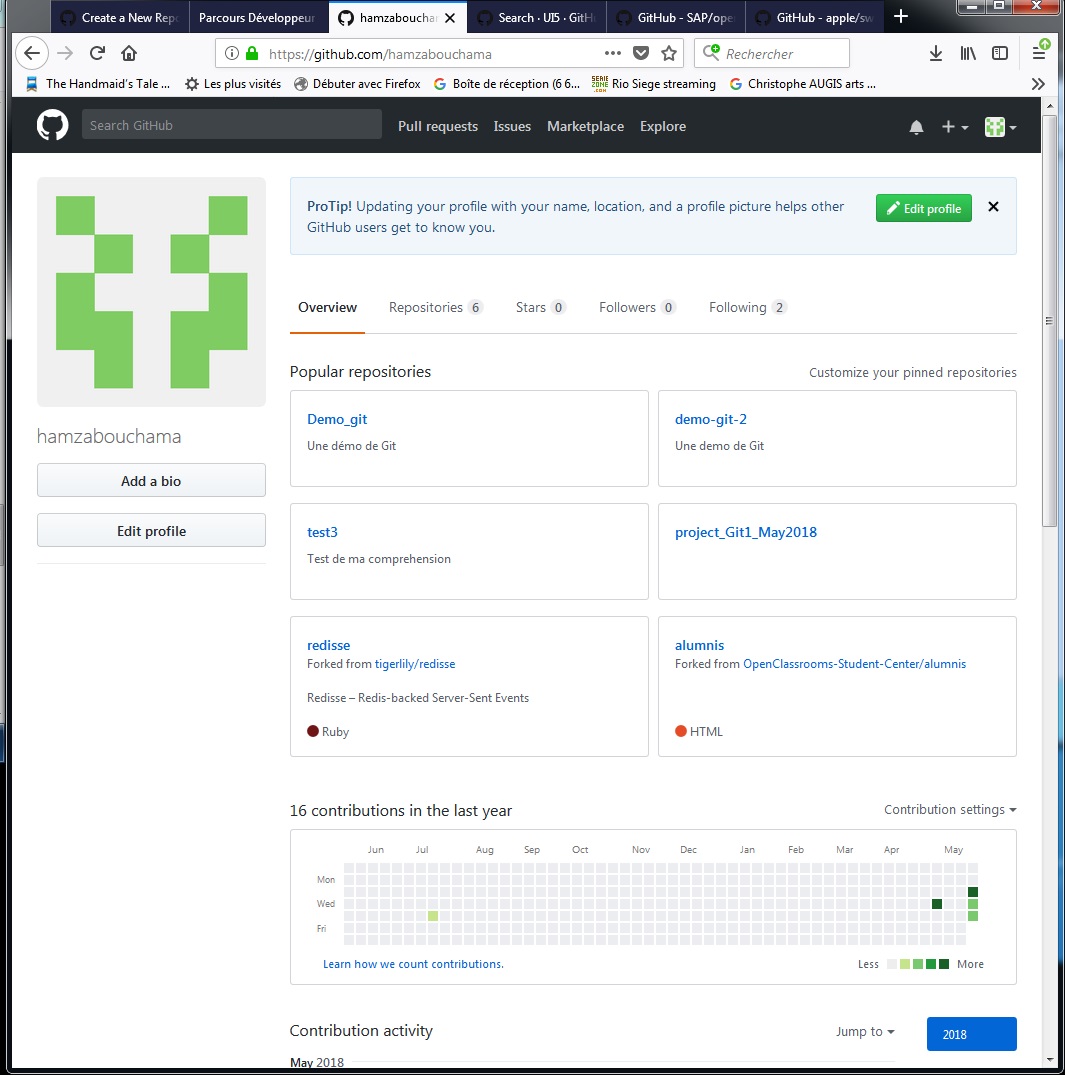 Create a New Repo
Parcours Développeur
hamzabouchar
Search · UI5 · GitH
GitHub - SAP/ope
GitHub - apple/sw
https://github.com/hamzabouchama
Rechercher
The Handmaid's Tale ...
Les plus visités
Débuter avec Firefox
Boîte de réception (6 6...
SERIE ZONE .COM
Rio Siege streaming
Christophe AUGIS arts ...
Search GitHub
Pull requests
Issues
Marketplace
Explore
ProTip! Updating your profile with your name, location, and a profile picture helps other
GitHub users get to know you.
Edit profile
Overview
Repositories 6
Stars 0
Followers 0
Following 2
Popular repositories
Customize your pinned repositories
hamzabouchama
Add a bio
Edit profile
Demo_git
Une démo de Git
demo-git-2
Une demo de Git
test3
Test de ma comprehension
project_Git1_May2018
redisse
Forked from tigerlily/redisse
Redisse – Redis-backed Server-Sent Events
Ruby
alumnis
Forked from OpenClassrooms-Student-Center/alumnis
HTML
16 contributions in the last year
Contribution settings
Jun Jul Aug Sep Oct Nov Dec Jan Feb Mar Apr May
Mon
Wed
Fri
Learn how we count contributions.
Less
More
Contribution activity
Jump to
2018
May 2018